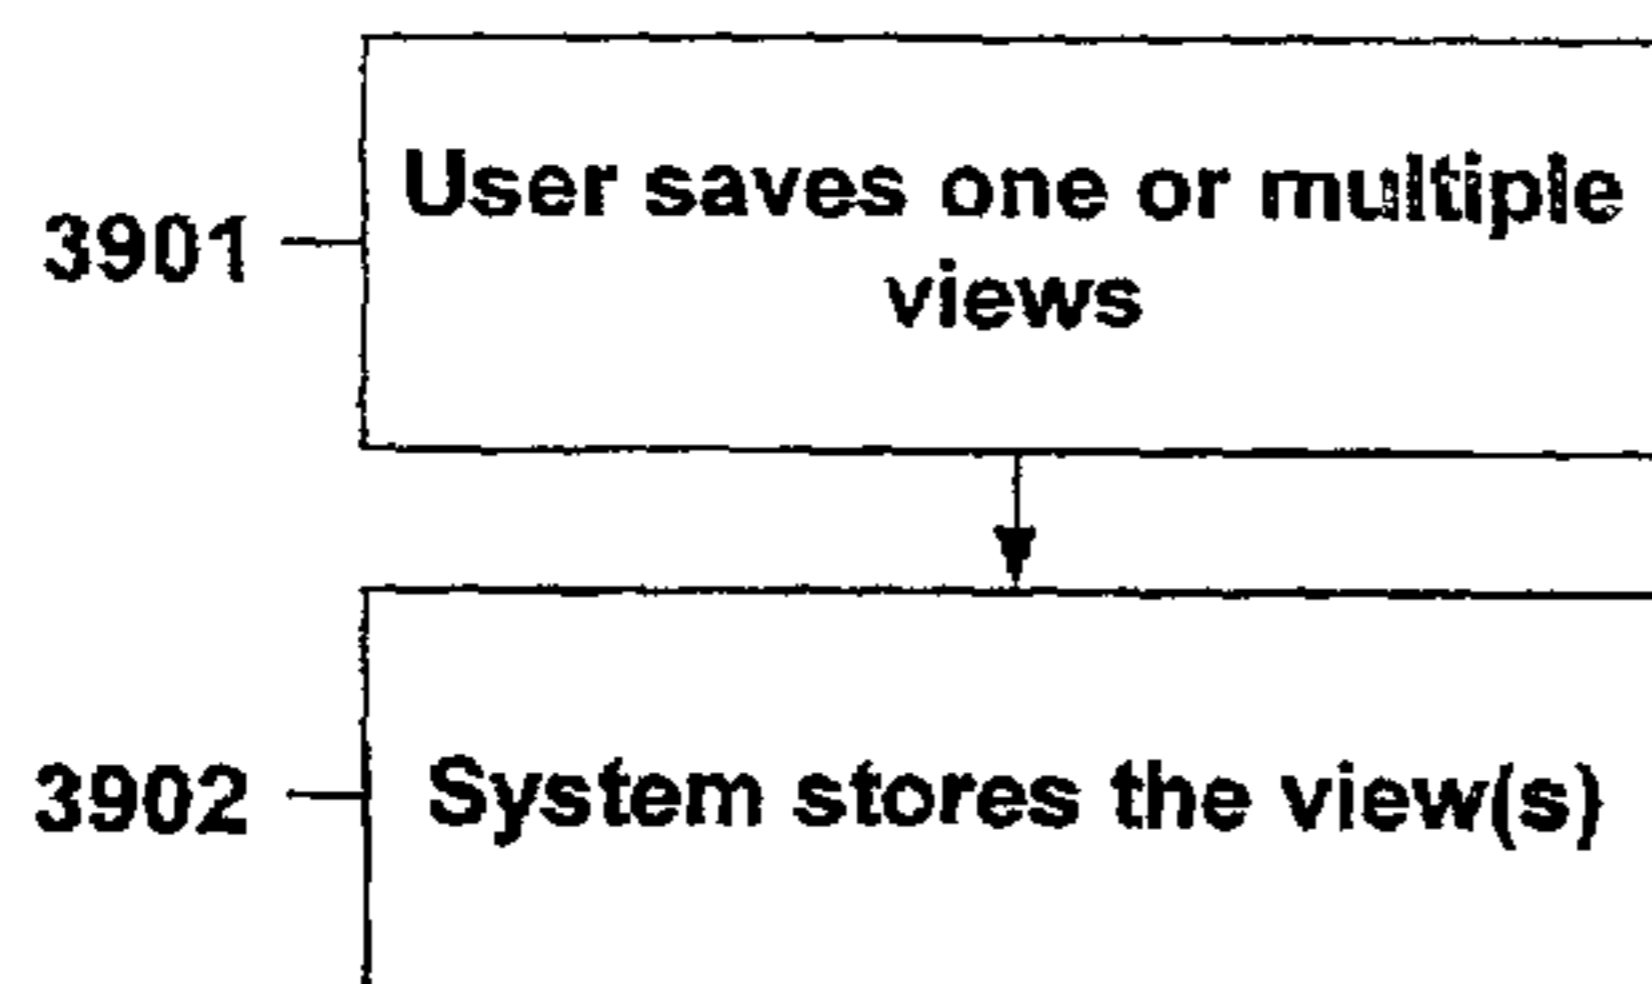 User saves one or multiple
3901
views
3902
System stores the view(s)